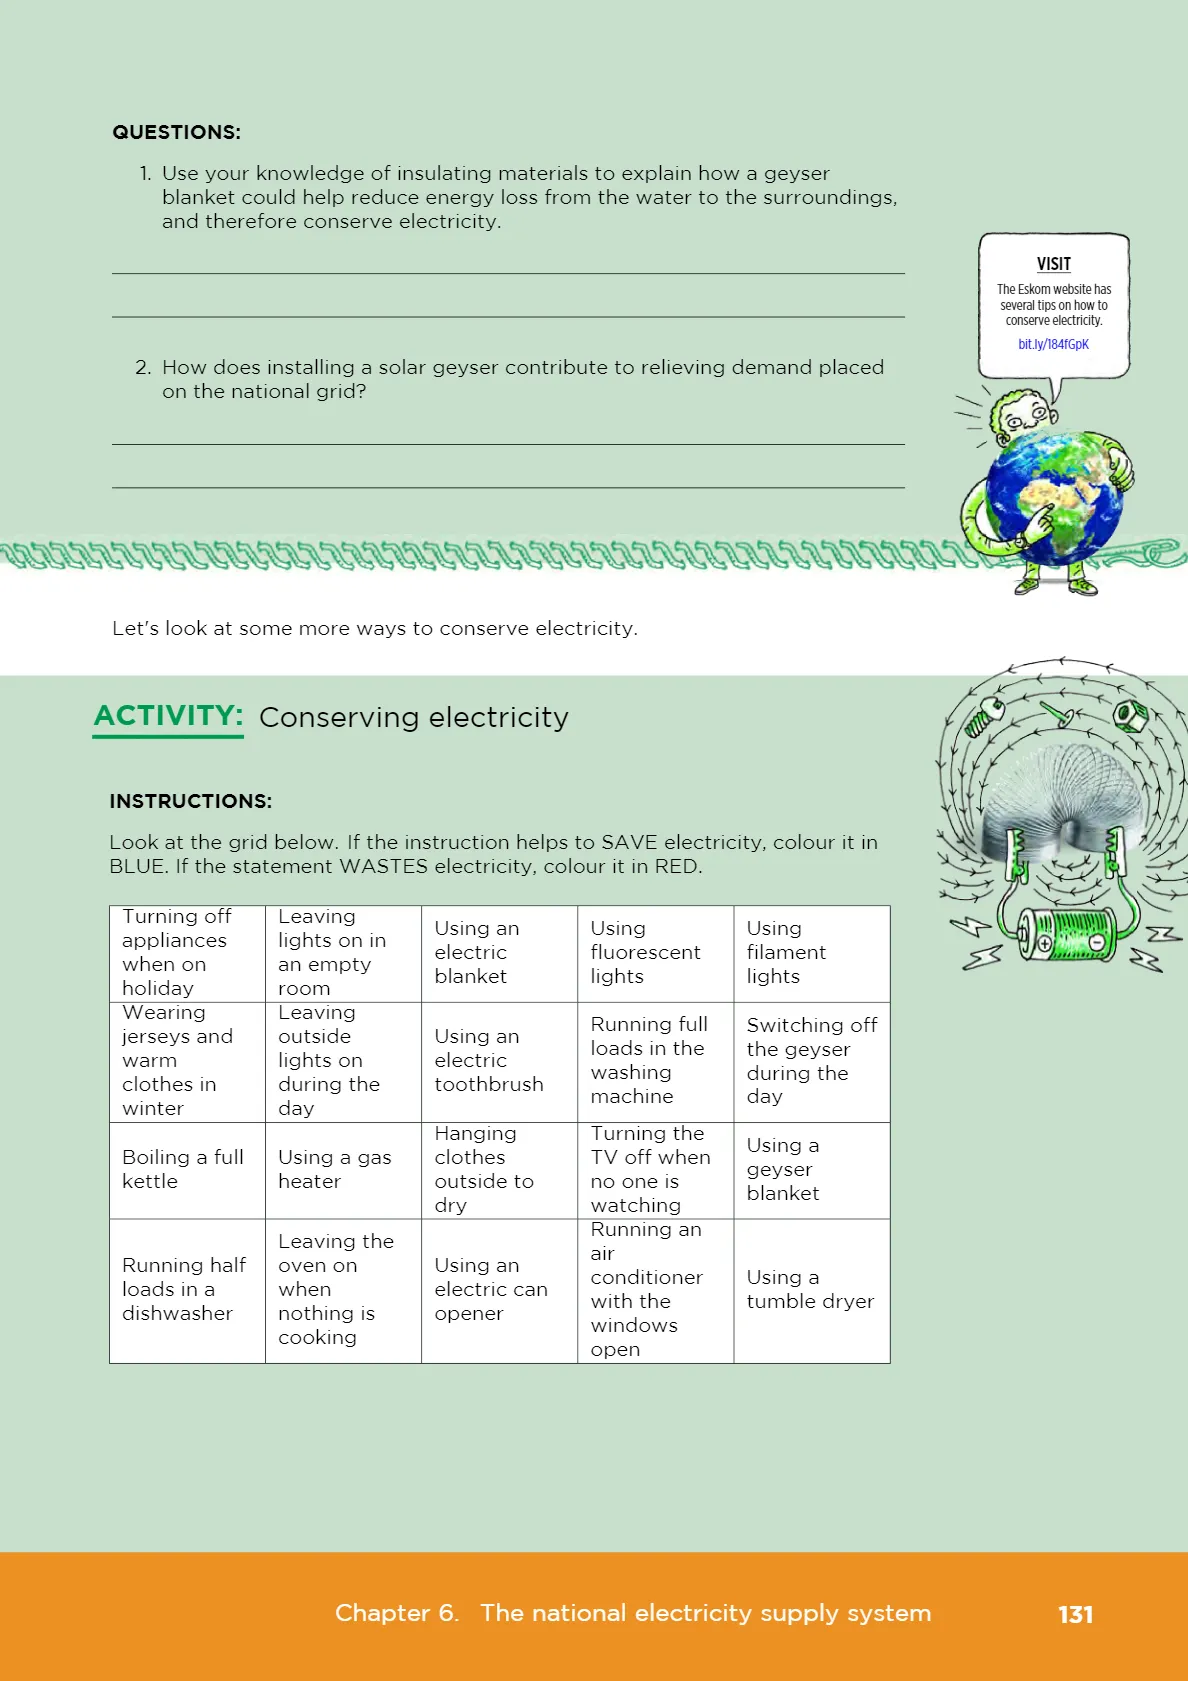 QUESTIONS:
1. Use your knowledge of insulating materials to explain how a geyser
blanket could help reduce energy loss from the water to the surroundings,
and therefore conserve electricity.
2. How does installing a solar geyser contribute to relieving demand placed
on the national grid?
VISIT
The Eskom website has
several tips on how to
conserve electricity.
bit.ly/184fGpK
Let's look at some more ways to conserve electricity.
ACTIVITY: Conserving electricity
INSTRUCTIONS:
Look at the grid below. If the instruction helps to SAVE electricity, colour it in
BLUE. If the statement WASTES electricity, colour it in RED.
Turning off
appliances
when on
holiday
Leaving
lights on in
an empty
room
Using an
electric
blanket
Using
fluorescent
lights
Using
filament
lights
Wearing
jerseys and
warm
clothes in
winter
Leaving
outside
lights on
during the
day
Using an
electric
toothbrush
Running full
loads in the
washing
machine
Switching off
the geyser
during the
day
Boiling a full
kettle
Using a gas
heater
Hanging
clothes
outside to
dry
Turning the
TV off when
no one is
watching
Using a
geyser
blanket
Running half
loads in a
dishwasher
Leaving the
oven on
when
nothing is
cooking
Using an
electric can
opener
Running an
air
conditioner
with the
windows
open
Using a
tumble dryer
Chapter 6. The national electricity supply system 131